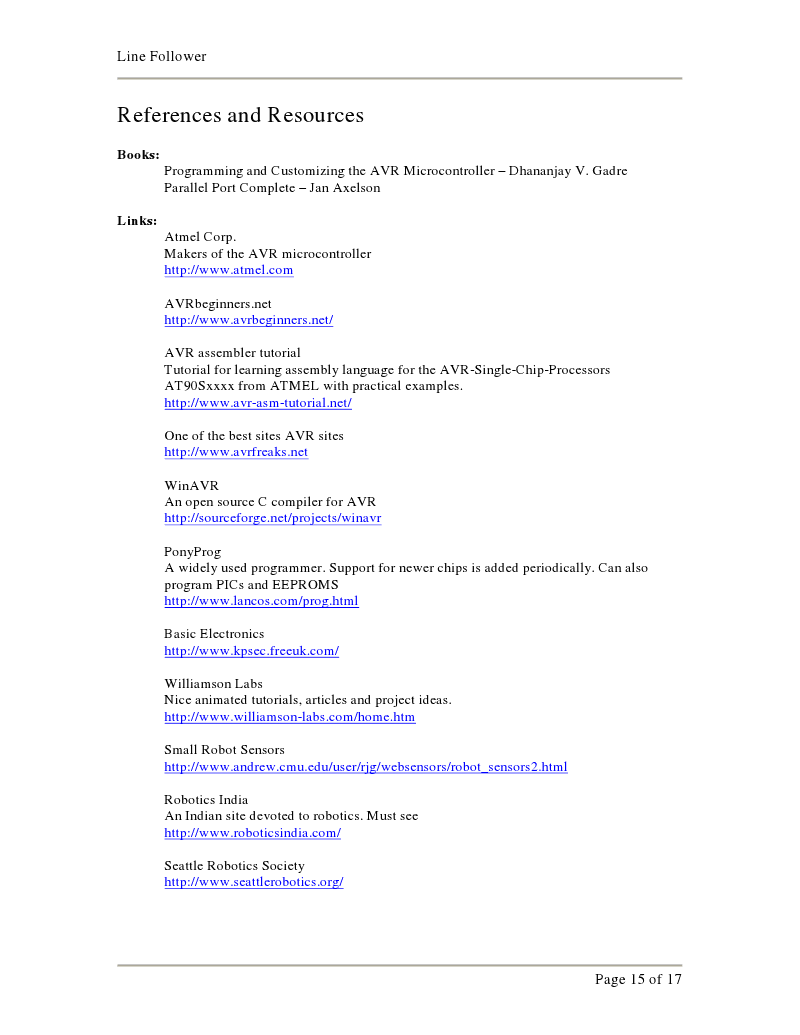 Line Follower
References and Resources
Books:
Programming and Customizing the AVR Microcontroller – Dhananjay V. Gadre
Parallel Port Complete – Jan Axelson
Links:
Atmel Corp.
Makers of the AVR microcontroller
http://www.atmel.com
AVRbeginners.net
http://www.avrbeginners.net/
AVR assembler tutorial
Tutorial for learning assembly language for the AVR-Single-Chip-Processors
AT90Sxxxx from ATMEL with practical examples.
http://www.avr-asm-tutorial.net/
One of the best sites AVR sites
http://www.avrfreaks.net
WinAVR
An open source C compiler for AVR
http://sourceforge.net/projects/winavr
PonyProg
A widely used programmer. Support for newer chips is added periodically. Can also
program PICs and EEPROMS
http://www.lancos.com/prog.html
Basic Electronics
http://www.kpsec.freeuk.com/
Williamson Labs
Nice animated tutorials, articles and project ideas.
http://www.williamson-labs.com/home.htm
Small Robot Sensors
http://www.andrew.cmu.edu/user/rjg/websensors/robot_sensors2.html
Robotics India
An Indian site devoted to robotics. Must see
http://www.roboticsindia.com/
Seattle Robotics Society
http://www.seattlerobotics.org/
Page 15 of 17